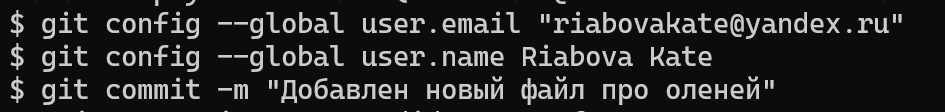 $ git config --global user.email "riabovakate@yandex.ru"
$ git config --global user.name Riabova Kate
$ git commit -m "Добавлен новый файл про оленей"